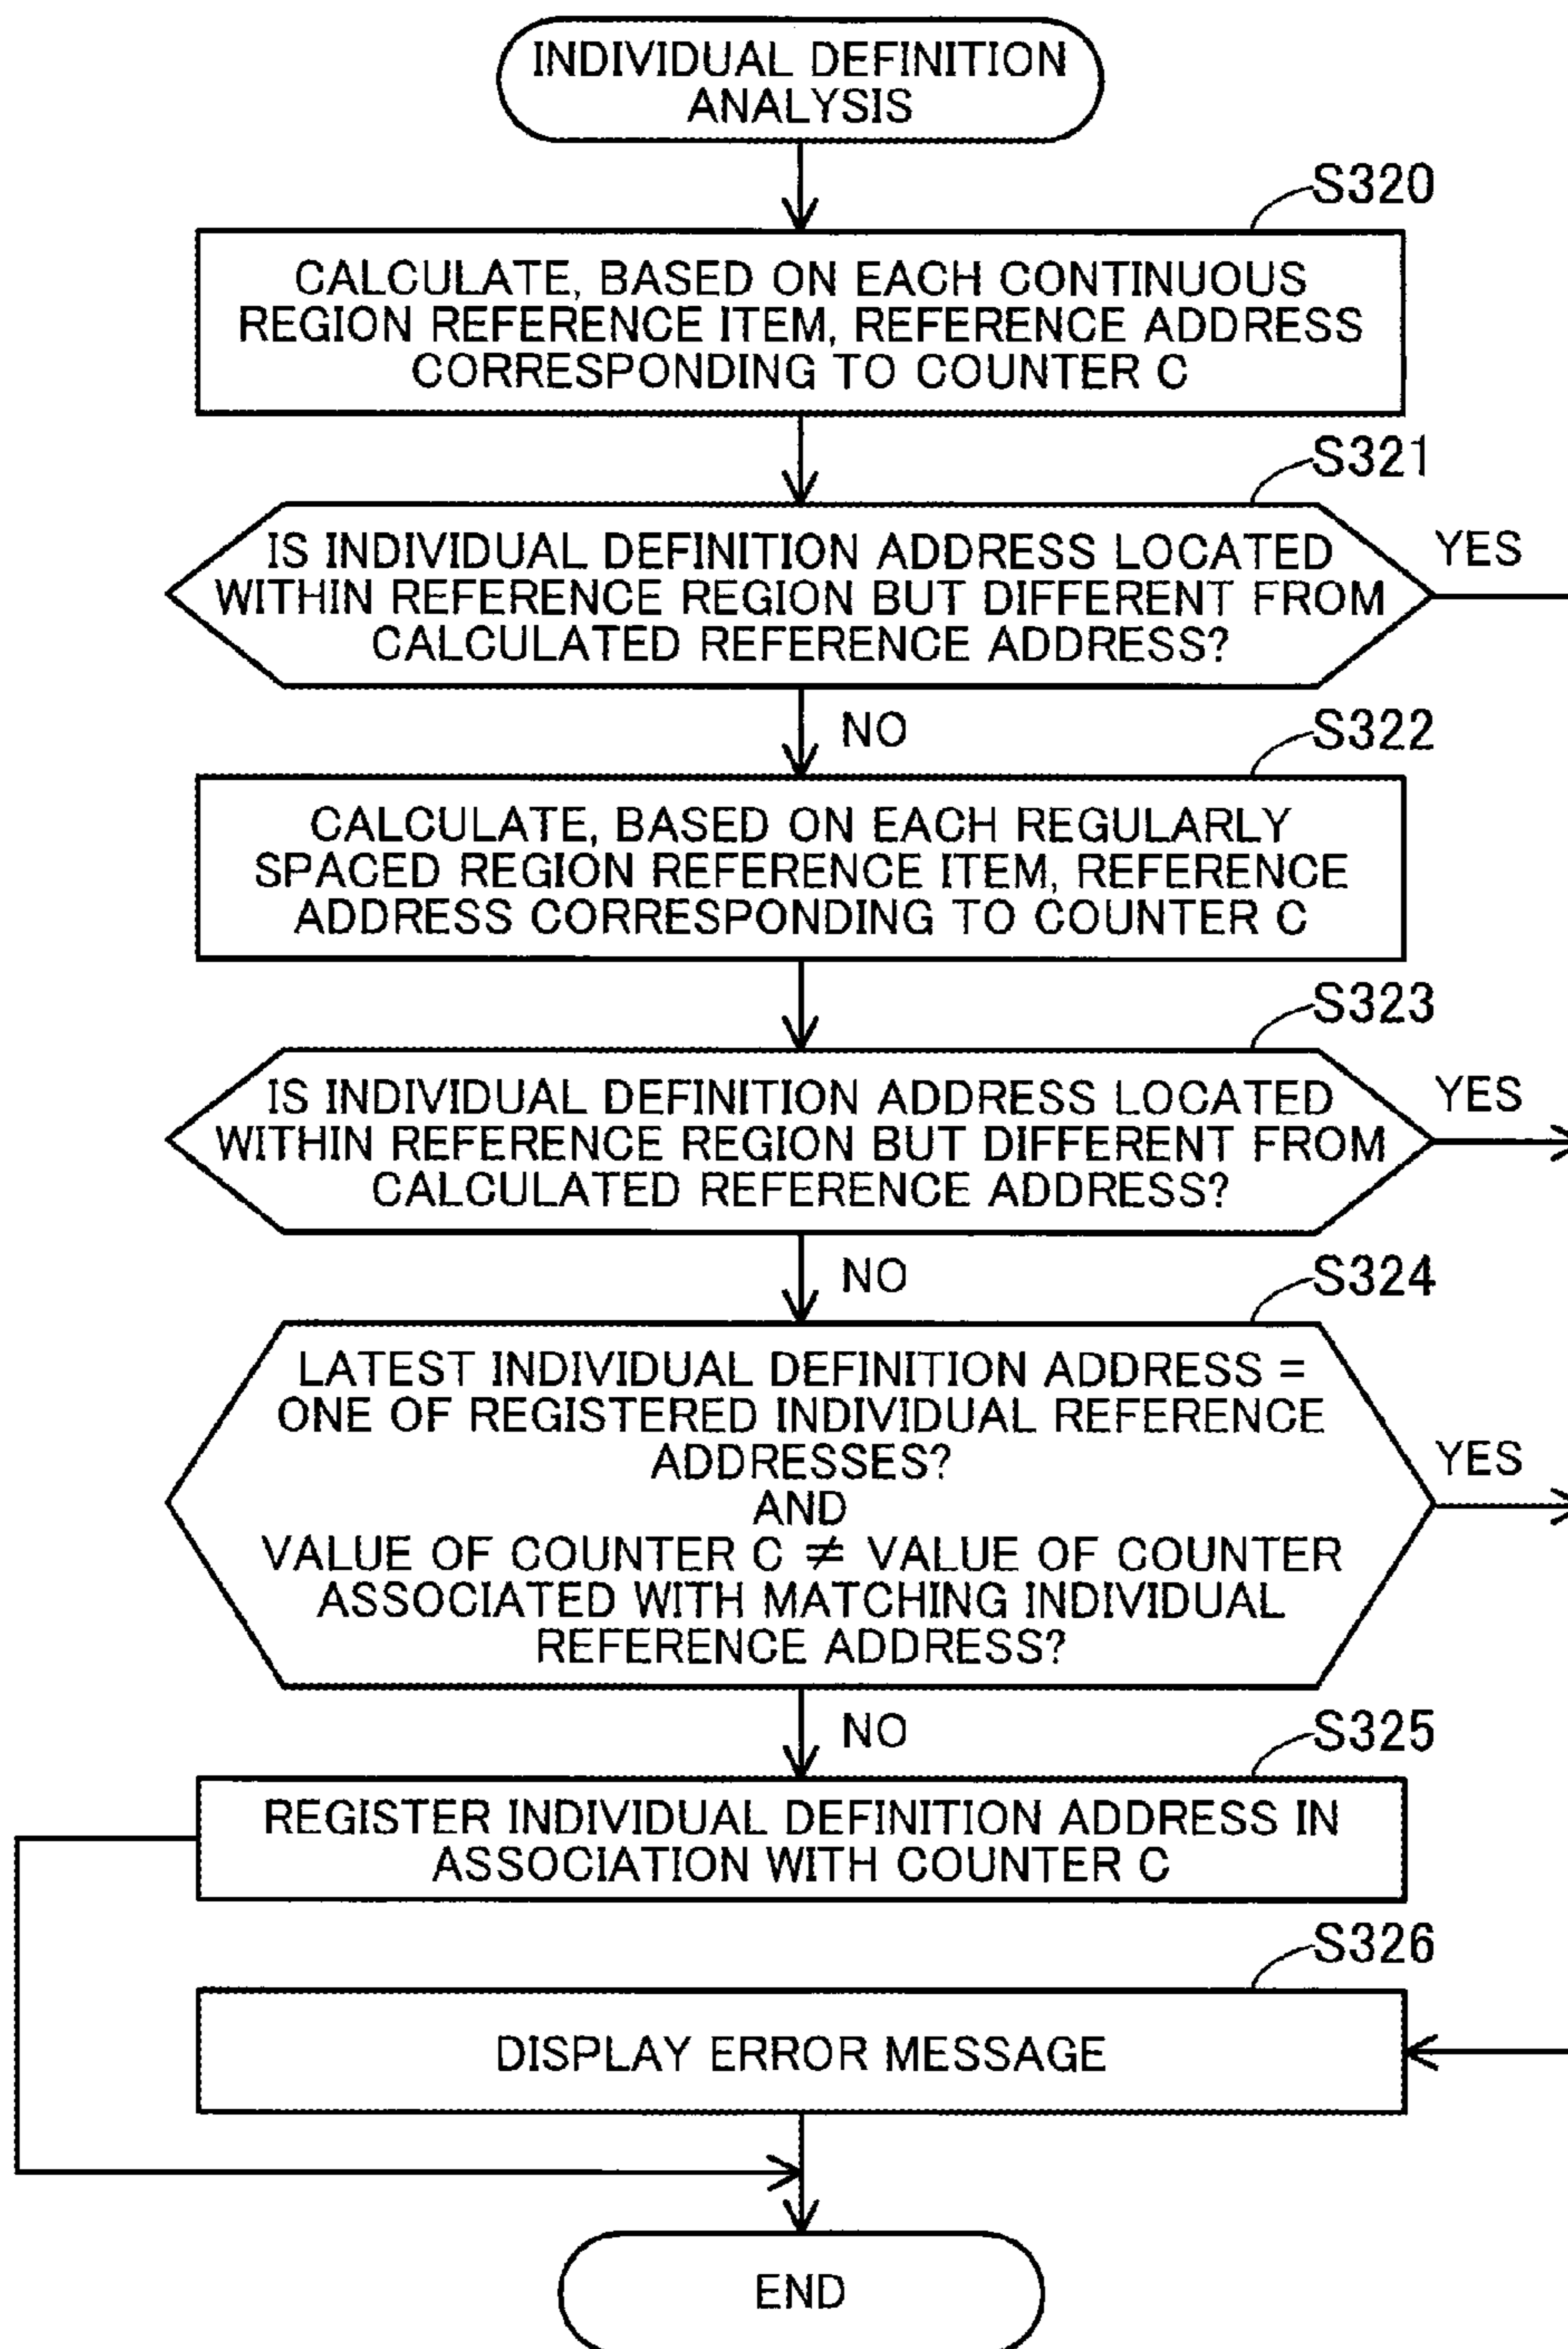 INDIVIDUAL DEFINITION
ANALYSIS
S320
CALCULATE, BASED ON EACH CONTINUOUS
REGION REFERENCE ITEM, REFERENCE ADDRESS
CORRESPONDING TO COUNTER C
S321
IS INDIVIDUAL DEFINITION ADDRESS LOCATED
WITHIN REFERENCE REGION BUT DIFFERENT FROM
CALCULATED REFERENCE ADDRESS?
YES
NO
S322
CALCULATE, BASED ON EACH REGULARLY
SPACED REGION REFERENCE ITEM, REFERENCE
ADDRESS CORRESPONDING TO COUNTER C
S323
IS INDIVIDUAL DEFINITION ADDRESS LOCATED
WITHIN REFERENCE REGION BUT DIFFERENT FROM
CALCULATED REFERENCE ADDRESS?
YES
NO
S324
LATEST INDIVIDUAL DEFINITION ADDRESS =
ONE OF REGISTERED INDIVIDUAL REFERENCE
ADDRESSES?
AND
VALUE OF COUNTER C ≠ VALUE OF COUNTER
ASSOCIATED WITH MATCHING INDIVIDUAL
REFERENCE ADDRESS?
YES
NO
S325
REGISTER INDIVIDUAL DEFINITION ADDRESS IN
ASSOCIATION WITH COUNTER C
S326
DISPLAY ERROR MESSAGE
END